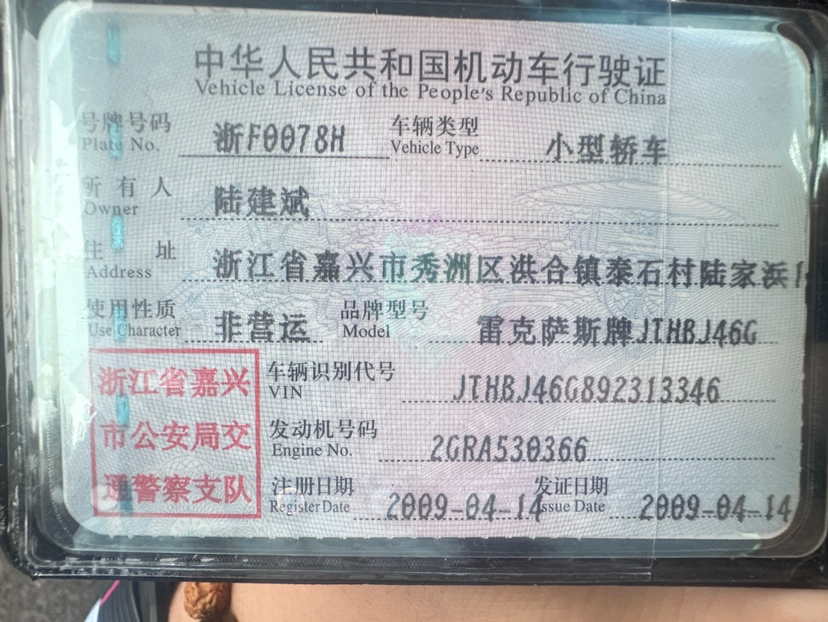 中华人民共和国机动车行驶证
Vehicle License of the People's Republic of China
号牌号码 浙F0078H 车辆类型 小型轿车
Plate No. Vehicle Type
所有人 陆建斌
Owner
住址 浙江省嘉兴市秀洲区洪合镇泰石村陆家浜
Address
使用性质 非营运 品牌型号 雷克萨斯牌JTHBJ46G
Use Character Model
浙江省嘉兴
市公安局交
通警察支队
车辆识别代号 JTHBJ46G892313346
VIN
发动机号码 2GRA530366
Engine No.
注册日期 2009-04-14 发证日期 2009-04-14
Register Date Issue Date